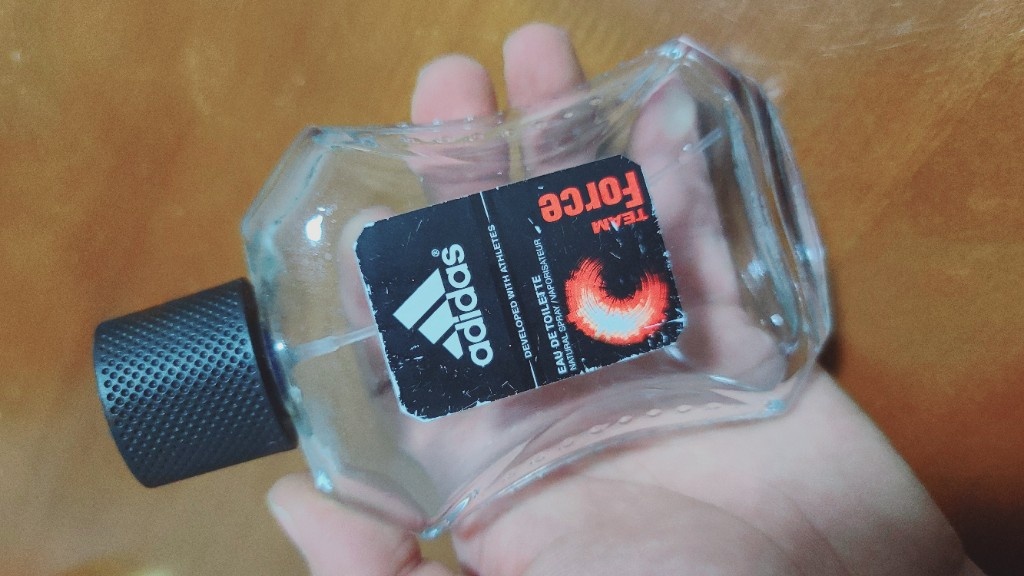 adidas®
DEVELOPED WITH ATHLETES
EAU DE TOILETTE
NATURAL SPRAY / VAPORISATEUR
TEAM
Force